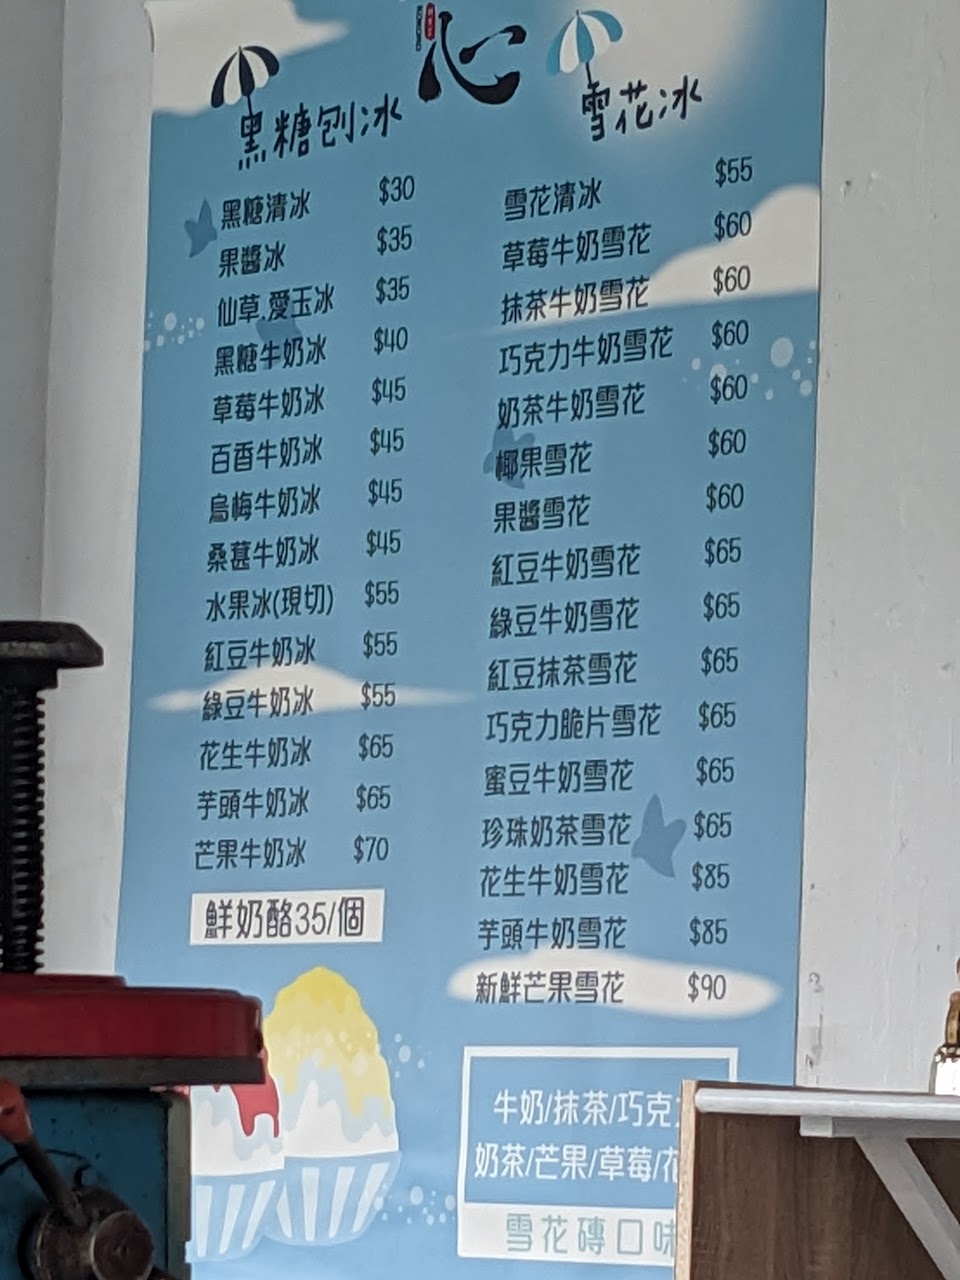 心
黑糖刨冰
黑糖清冰 $30
果醬冰 $35
仙草.愛玉冰 $35
黑糖牛奶冰 $40
草莓牛奶冰 $45
百香牛奶冰 $45
烏梅牛奶冰 $45
桑葚牛奶冰 $45
水果冰(現切) $55
紅豆牛奶冰 $55
綠豆牛奶冰 $55
花生牛奶冰 $65
芋頭牛奶冰 $65
芒果牛奶冰 $70
鮮奶酪35/個
雪花冰
雪花清冰 $55
草莓牛奶雪花 $60
抹茶牛奶雪花 $60
巧克力牛奶雪花 $60
奶茶牛奶雪花 $60
椰果雪花 $60
果醬雪花 $60
紅豆牛奶雪花 $65
綠豆牛奶雪花 $65
紅豆抹茶雪花 $65
巧克力脆片雪花 $65
蜜豆牛奶雪花 $65
珍珠奶茶雪花 $65
花生牛奶雪花 $85
芋頭牛奶雪花 $85
新鮮芒果雪花 $90
牛奶/抹茶/巧克
奶茶/芒果/草莓/花
雪花磚口味